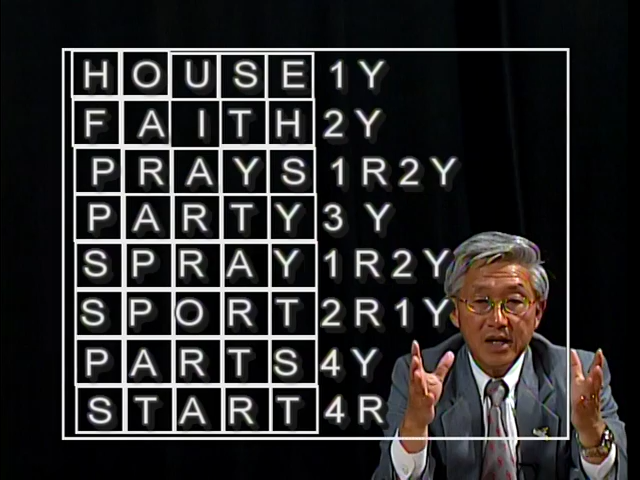 HOUSE 1Y
FAITH 2Y
PRAYS 1R2Y
PARTY 3 Y
SPRAY 1R2Y
SPORT 2R1Y
PARTS 4Y
START 4R